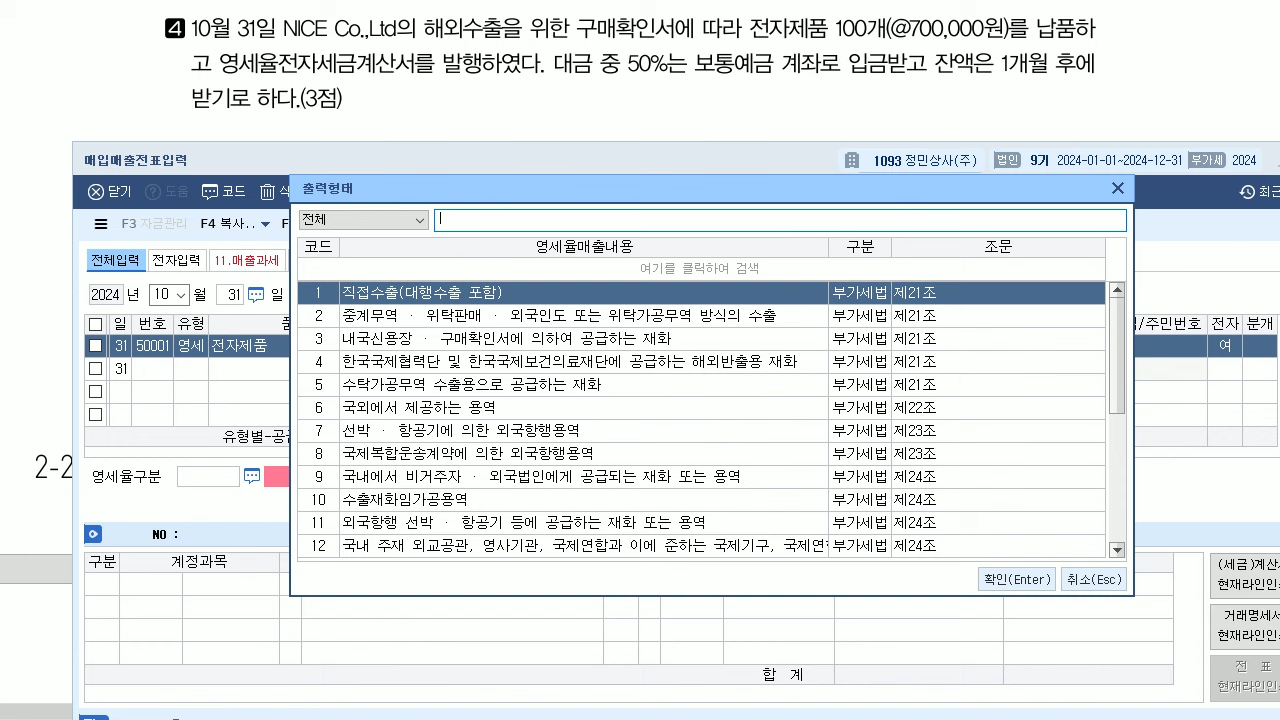 4 10월 31일 NICE Co.,Ltd의 해외수출을 위한 구매확인서에 따라 전자제품 100개(@700,000원)를 납품하
고 영세율전자세금계산서를 발행하였다. 대금 중 50%는 보통예금 계좌로 입금받고 잔액은 1개월 후에
받기로 하다.(3점)
매입매출전표입력 1093 정민상사(주) 법인 9기 2024-01-01~2024-12-31 부가세 2024
닫기 도움 코드 최근
F3 자금관리 F4 복사..
전체입력 전자입력 11.매출과세
2024 년 10 월 31 일
일 번호 유형 /주민번호 전자 분개
31 50001 영세 전자제품 여
31
유형별-공급
2-2
영세율구분
NO :
구분 계정과목
합 계
(세금)계산
현재라인인
거래명세서
현재라인인
전 표
현재라인인
출력형태
전체
코드 영세율매출내용 구분 조문
여기를 클릭하여 검색
1 직접수출(대행수출 포함) 부가세법 제21조
2 중계무역 · 위탁판매 · 외국인도 또는 위탁가공무역 방식의 수출 부가세법 제21조
3 내국신용장 · 구매확인서에 의하여 공급하는 재화 부가세법 제21조
4 한국국제협력단 및 한국국제보건의료재단에 공급하는 해외반출용 재화 부가세법 제21조
5 수탁가공무역 수출용으로 공급하는 재화 부가세법 제21조
6 국외에서 제공하는 용역 부가세법 제22조
7 선박 · 항공기에 의한 외국항행용역 부가세법 제23조
8 국제복합운송계약에 의한 외국항행용역 부가세법 제23조
9 국내에서 비거주자 · 외국법인에게 공급되는 재화 또는 용역 부가세법 제24조
10 수출재화임가공용역 부가세법 제24조
11 외국항행 선박 · 항공기 등에 공급하는 재화 또는 용역 부가세법 제24조
12 국내 주재 외교공관, 영사기관, 국제연합과 이에 준하는 국제기구, 국제연 부가세법 제24조
확인(Enter) 취소(Esc)